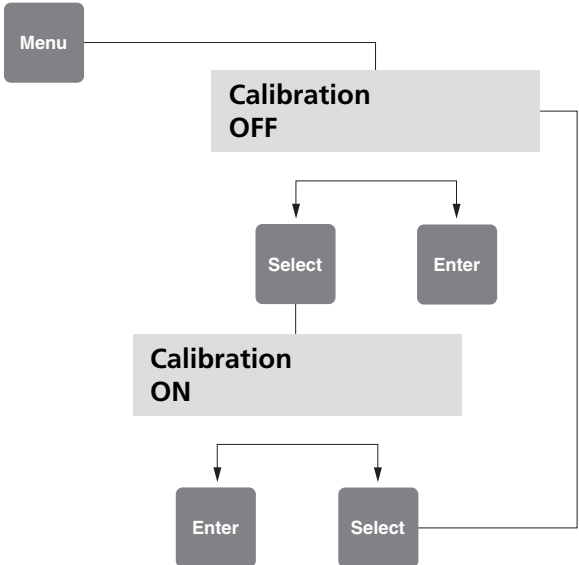 Menu
Calibration
OFF
Select
Enter
Calibration
ON
Enter
Select